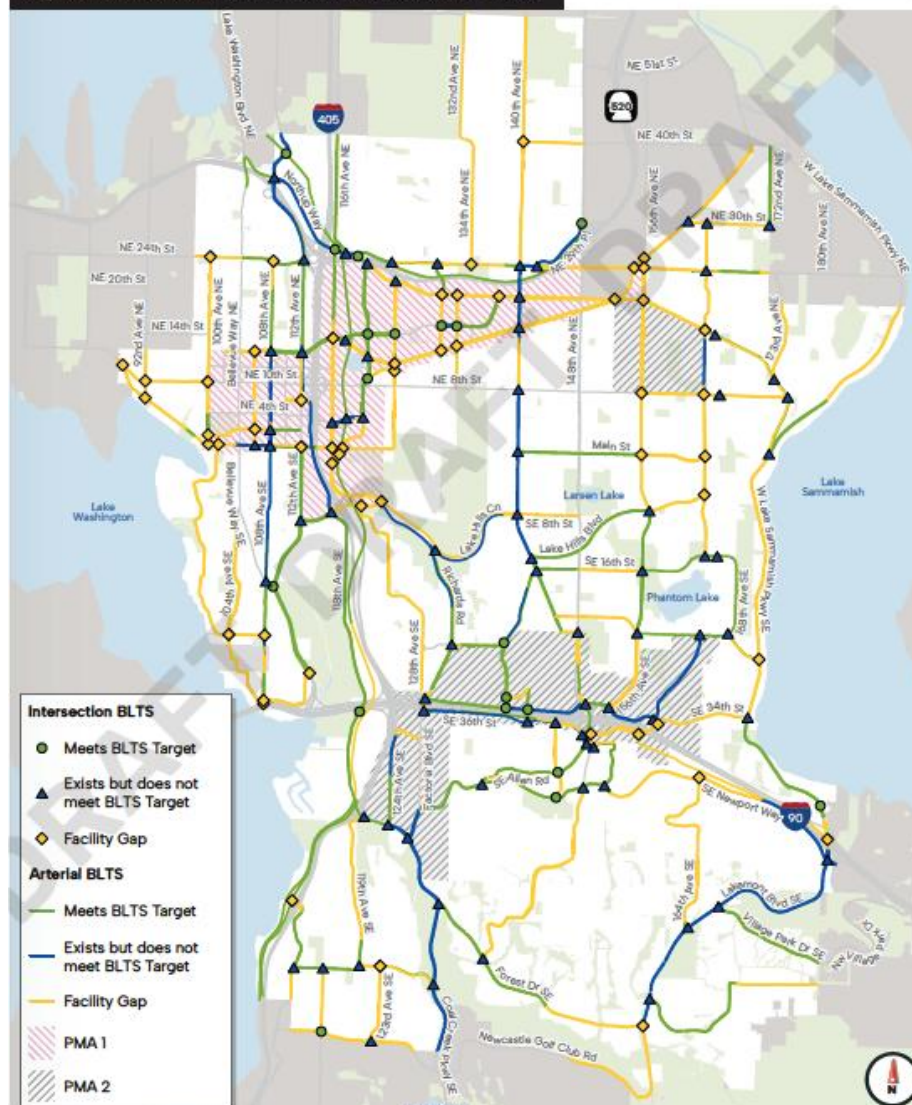 Lake Washington Blvd NE
405
132nd Ave NE
140th Ave NE
NE 51st St
520
NE 40th St
W Lake Sammamish Pkwy NE
Northup Way
116th Ave NE
134th Ave NE
NE 29th Pl
156th Ave NE
NE 30th St
172nd Ave NE
180th Ave NE
NE 24th St
NE 20th St
NE 14th St
92nd Ave NE
100th Ave NE
Bellevue Way NE
108th Ave NE
112th Ave NE
NE 10th St
NE 8th St
NE 4th St
148th Ave NE
173rd Ave NE
Main St
Lake
Washington
Bellevue Way SE
108th Ave SE
112th Ave SE
104th Ave SE
118th Ave SE
Larsen Lake
Lake
Sammamish
Lake Hills Cn
SE 8th St
Lake Hills Blvd
SE 16th St
Richards Rd
Phantom Lake
168th Ave SE
W Lake Sammamish Pkwy SE
128th Ave SE
156th Ave SE
SE 34th St
SE 36th St
124th Ave SE
Factoria Blvd SE
SE Allen Rd
SE Newport Way
90
Lakemont Blvd SE
164th Ave SE
Village Park Dr SE
NW Village
Park Dr
119th Ave SE
Forest Dr SE
123rd Ave SE
Coal Creek Pkwy SE
Newcastle Golf Club Rd
DRAFT DRAFT DRAFT
Intersection BLTS
Meets BLTS Target
Exists but does not
meet BLTS Target
Facility Gap
Arterial BLTS
Meets BLTS Target
Exists but does not
meet BLTS Target
Facility Gap
PMA 1
PMA 2
N